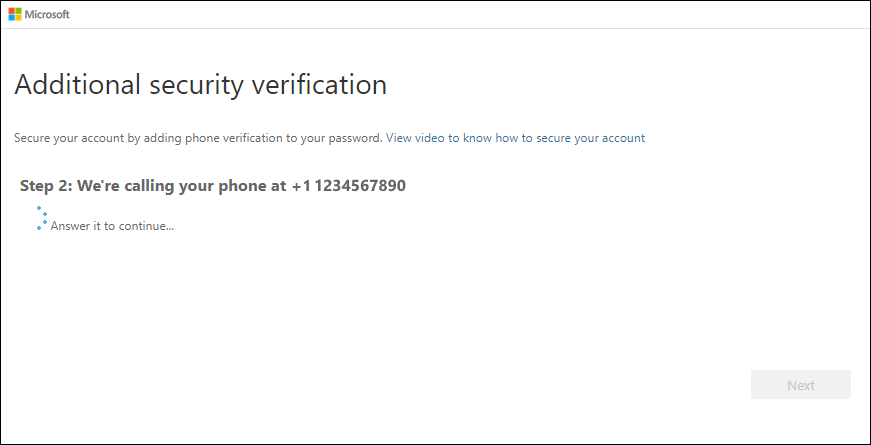 Microsoft
Additional security verification
Secure your account by adding phone verification to your password. View video to know how to secure your account
Step 2: We're calling your phone at +1 1234567890
Answer it to continue...
Next